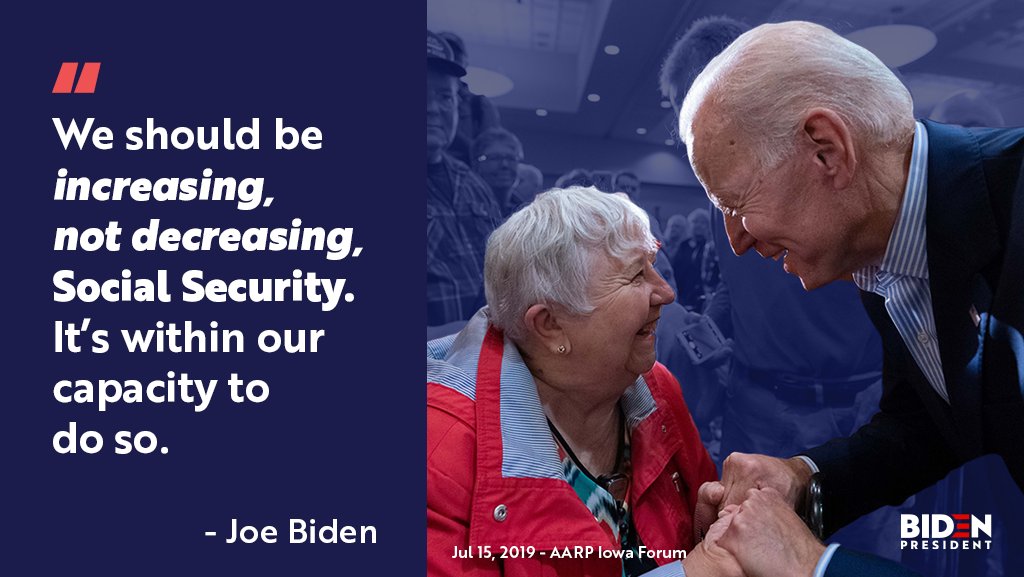 We should be
increasing,
not decreasing,
Social Security.
It’s within our
capacity to
do so.
- Joe Biden
Jul 15, 2019 - AARP Iowa Forum
BIDEN
PRESIDENT